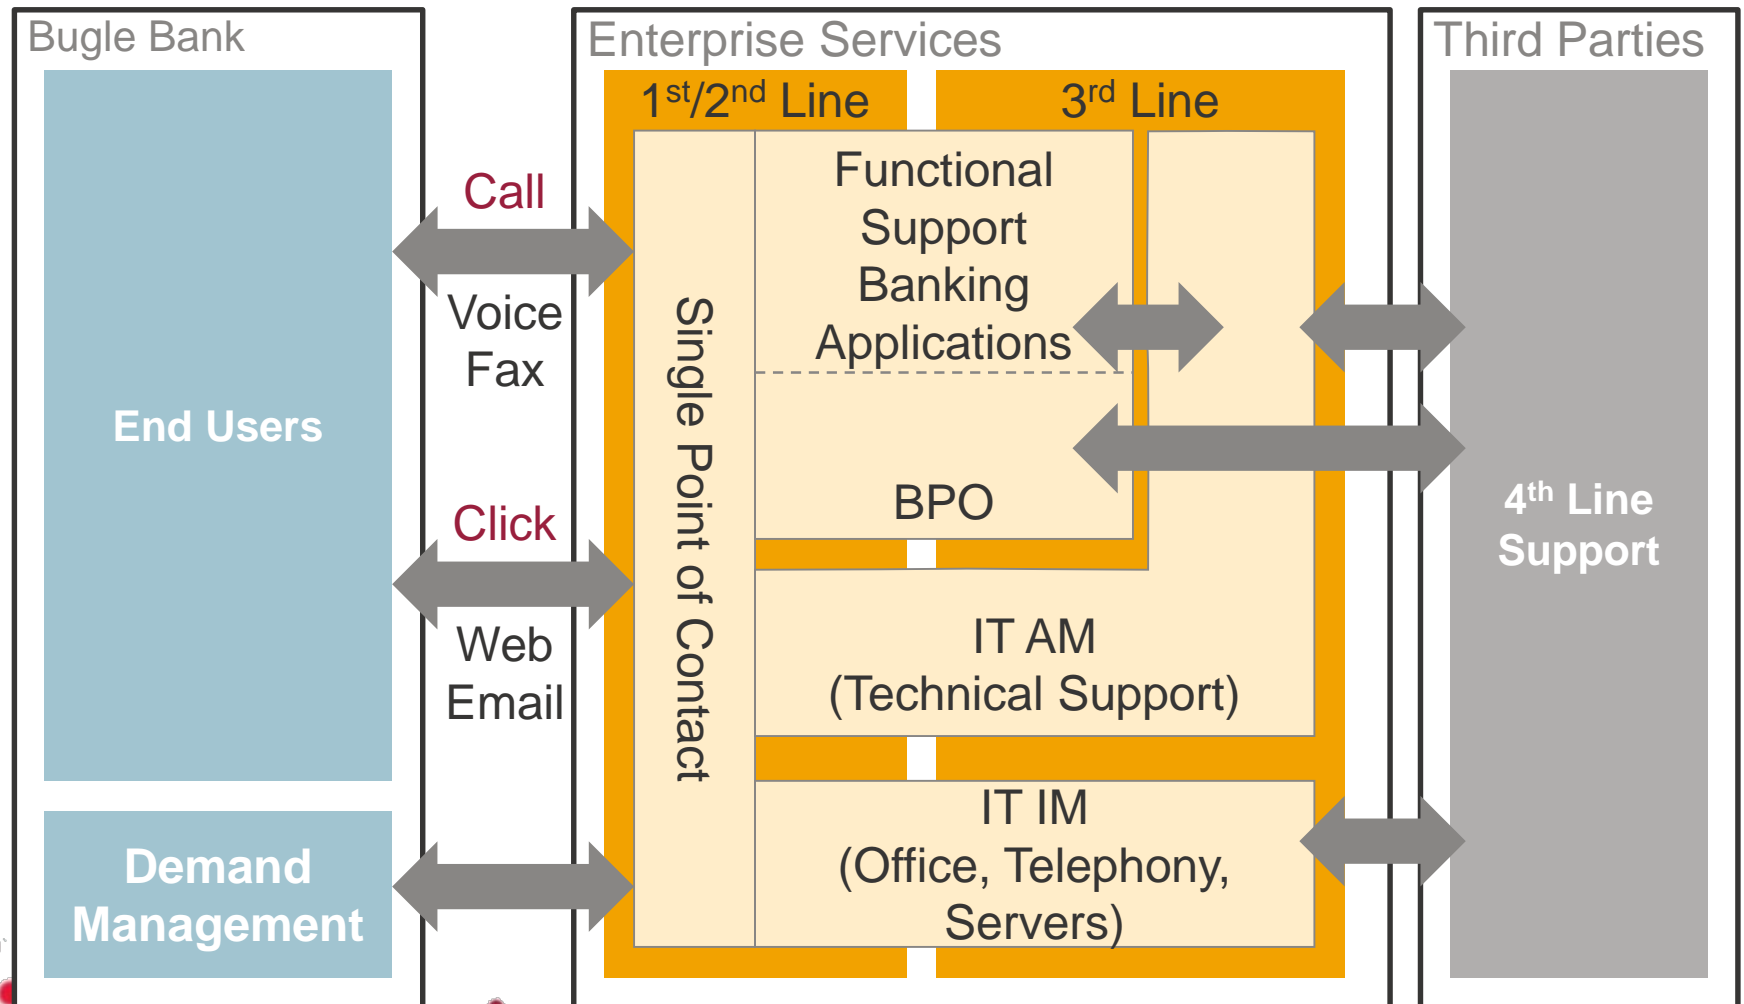 Bugle Bank
End Users
Demand
Management
Call
Voice
Fax
Click
Web
Email
Enterprise Services
1st/2nd Line
3rd Line
Single Point of Contact
Functional
Support
Banking
Applications
BPO
IT AM
(Technical Support)
IT IM
(Office, Telephony,
Servers)
Third Parties
4th Line
Support